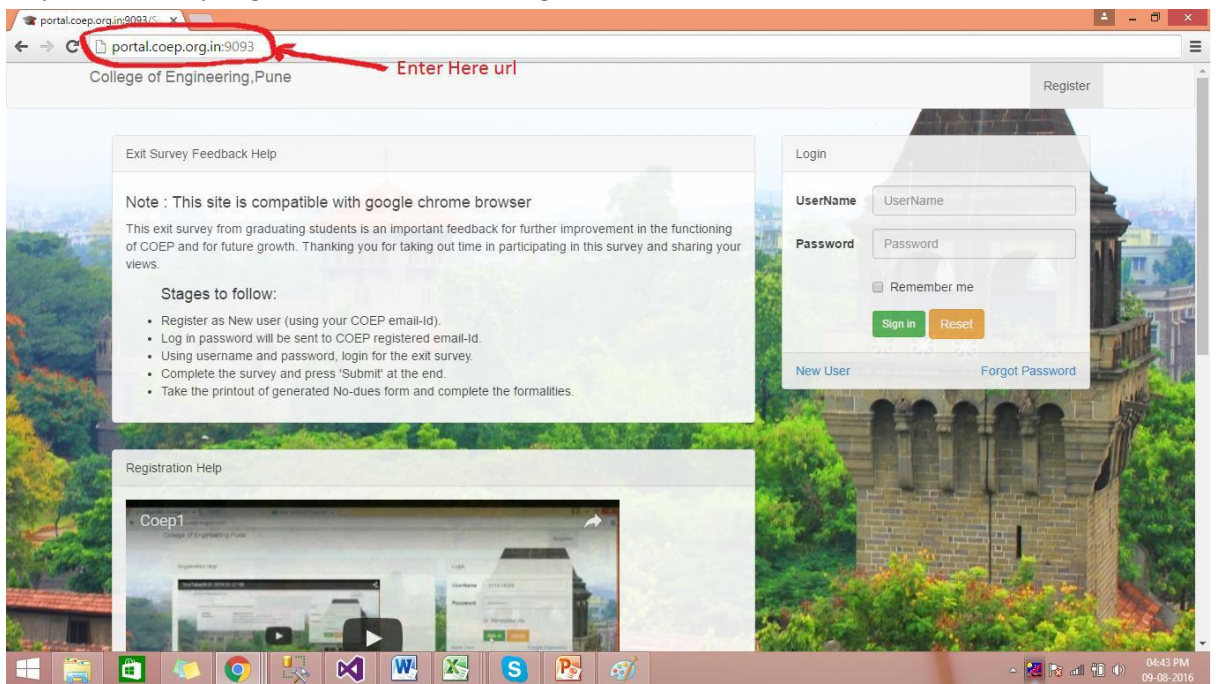 portal.coep.org.in:9093/S
portal.coep.org.in:9093
Enter Here url
College of Engineering,Pune
Register
Exit Survey Feedback Help
Note : This site is compatible with google chrome browser
This exit survey from graduating students is an important feedback for further improvement in the functioning
of COEP and for future growth. Thanking you for taking out time in participating in this survey and sharing your
views.
Stages to follow:
• Register as New user (using your COEP email-Id).
• Log in password will be sent to COEP registered email-Id.
• Using username and password, login for the exit survey.
• Complete the survey and press 'Submit' at the end.
• Take the printout of generated No-dues form and complete the formalities.
Login
UserName UserName
Password Password
Remember me
Sign in Reset
New User Forgot Password
Registration Help
Coep1
College of Engineering Pune
Register
Registration Help
Login
UserName
Password
Remember me
04:43 PM
09-08-2016